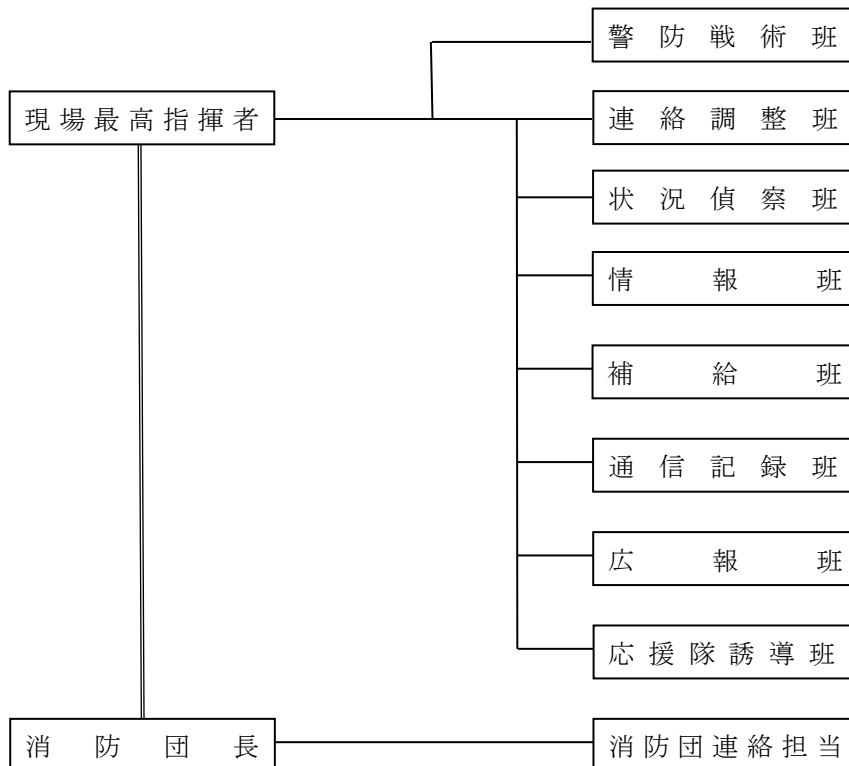 警防戦術班
現場最高指揮者
連絡調整班
状況偵察班
情報班
補給班
通信記録班
広報班
応援隊誘導班
消防団長
消防団連絡担当